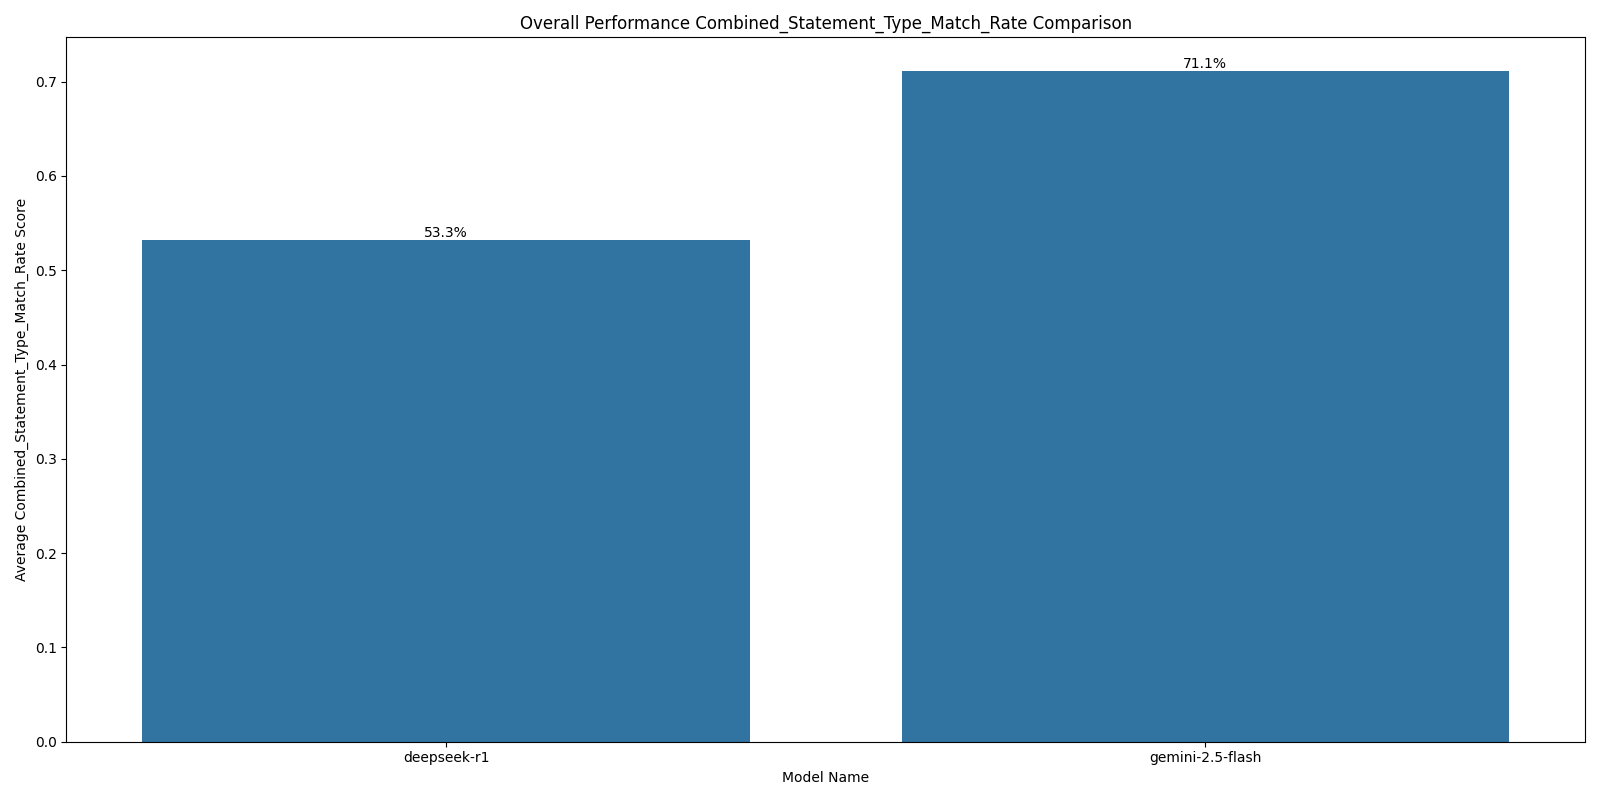 Overall Performance Combined_Statement_Type_Match_Rate Comparison
Average Combined_Statement_Type_Match_Rate Score
0.7
0.6
0.5
0.4
0.3
0.2
0.1
0.0
53.3%
71.1%
deepseek-r1
gemini-2.5-flash
Model Name